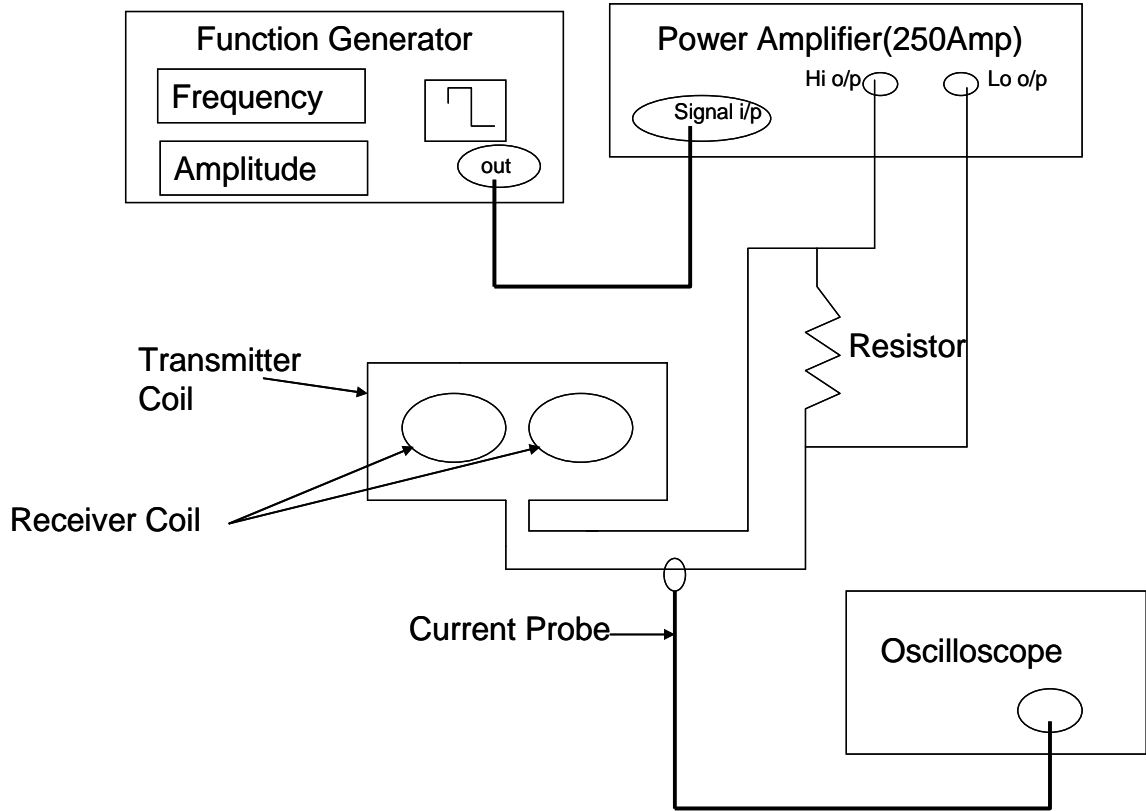 Function Generator
Frequency
Amplitude
out
Power Amplifier(250Amp)
Hi o/p
Lo o/p
Signal i/p
Resistor
Transmitter
Coil
Receiver Coil
Current Probe
Oscilloscope